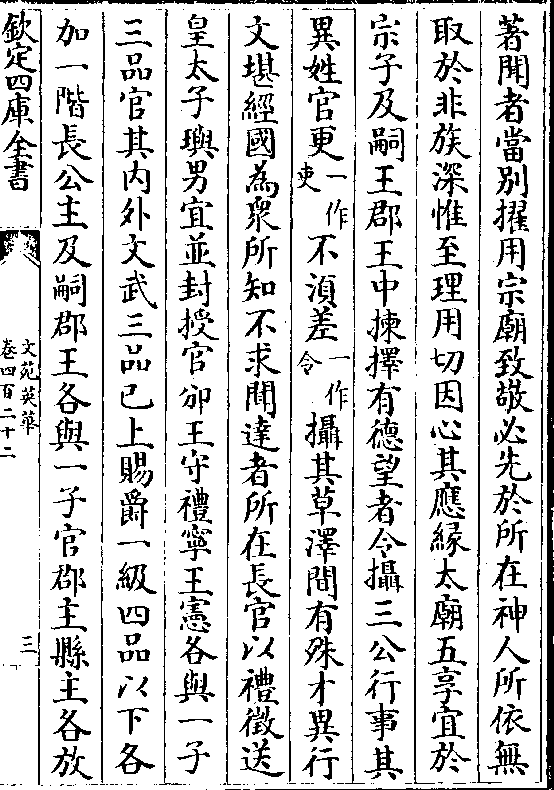 著聞者當別擢用宗廟致敬必先於所在神人所依無
取於非族深惟至理用切因心其應緣太廟五享宜於
宗子及嗣王郡王中揀擇有德望者令攝三公行事其
異姓官更一作吏不湏差一作令攝其草澤間有殊才異行
文堪經國為衆所知不求聞達者所在長官以禮徵送
皇太子璵男宜並封授官邠王守禮寧王憲各與一子
三品官其内外文武三品已上賜爵一級四品以下各
加一階長公主及嗣郡王各與一子官郡主縣主各放
欽定四庫全書
文苑英華
卷四百二十二
三